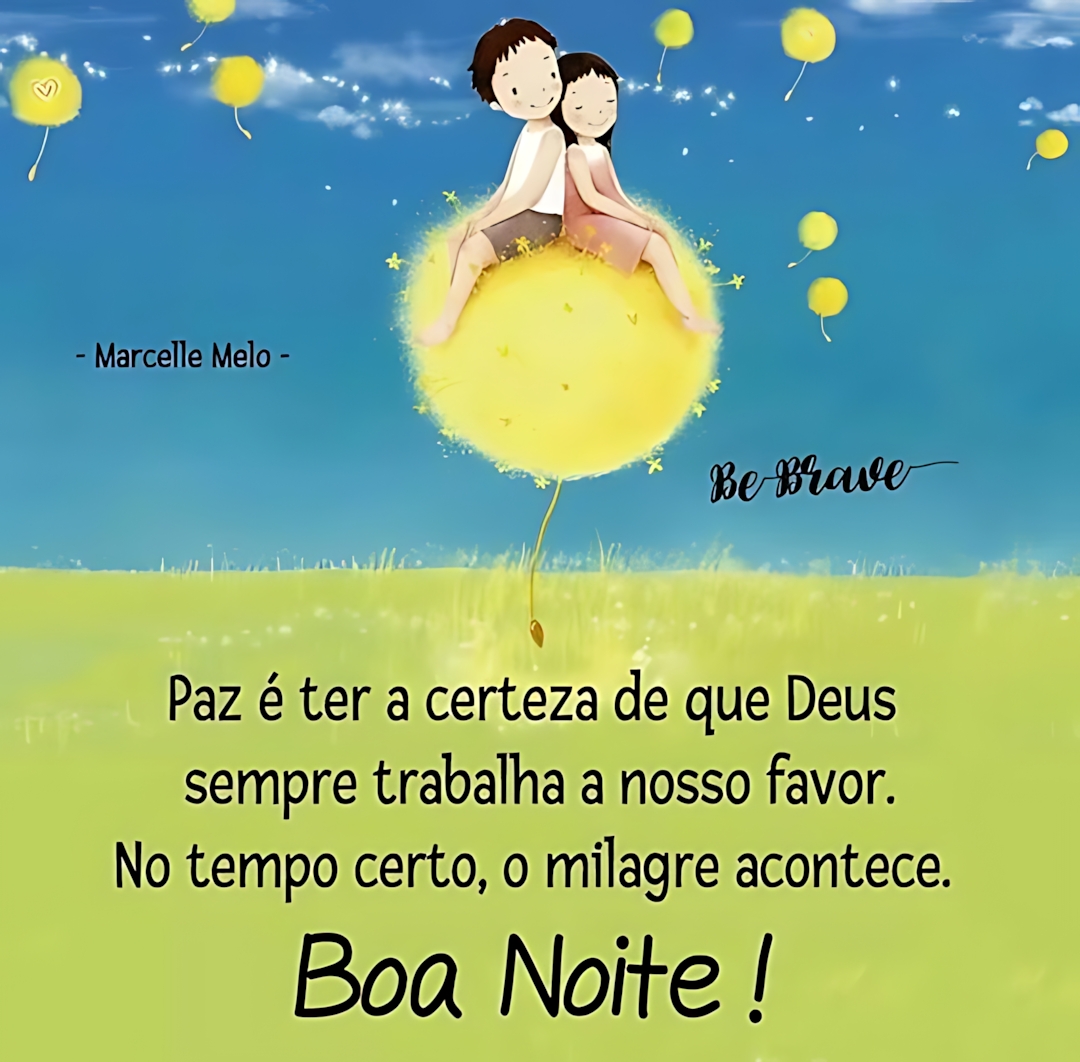 - Marcelle Melo -
Be Brave
Paz é ter a certeza de que Deus
sempre trabalha a nosso favor.
No tempo certo, o milagre acontece.
Boa Noite !